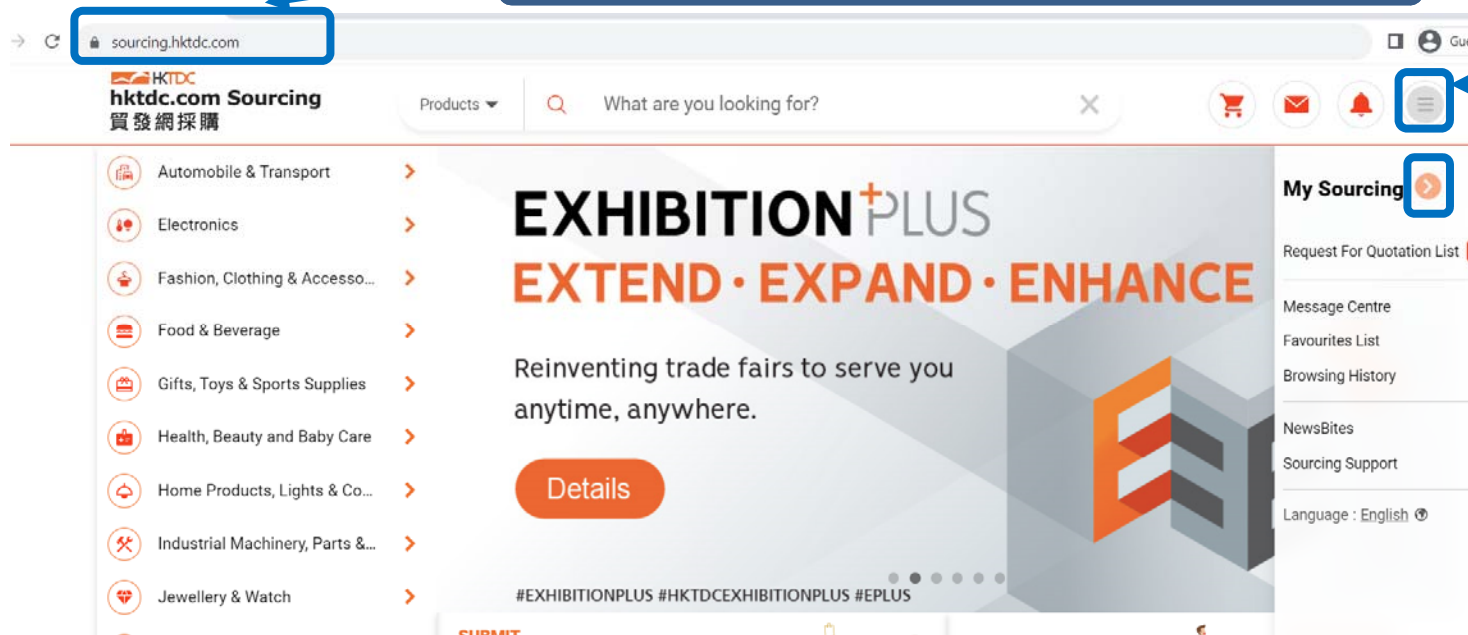 sourcing.hktdc.com
HKTDC
hktdc.com Sourcing
貿發網採購
Products
What are you looking for?
Automobile & Transport
Electronics
Fashion, Clothing & Accesso...
Food & Beverage
Gifts, Toys & Sports Supplies
Health, Beauty and Baby Care
Home Products, Lights & Co...
Industrial Machinery, Parts &...
Jewellery & Watch
EXHIBITION+PLUS
EXTEND · EXPAND · ENHANCE
Reinventing trade fairs to serve you
anytime, anywhere.
Details
#EXHIBITIONPLUS #HKTDCEXHIBITIONPLUS #EPLUS
SUBMIT
My Sourcing
Request For Quotation List
Message Centre
Favourites List
Browsing History
NewsBites
Sourcing Support
Language : English